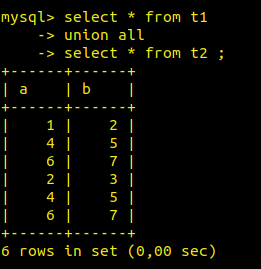 mysql> select * from t1
    -> union all
    -> select * from t2 ;
+------+------+
| a    | b    |
+------+------+
|    1 |    2 |
|    4 |    5 |
|    6 |    7 |
|    2 |    3 |
|    4 |    5 |
|    6 |    7 |
+------+------+
6 rows in set (0,00 sec)